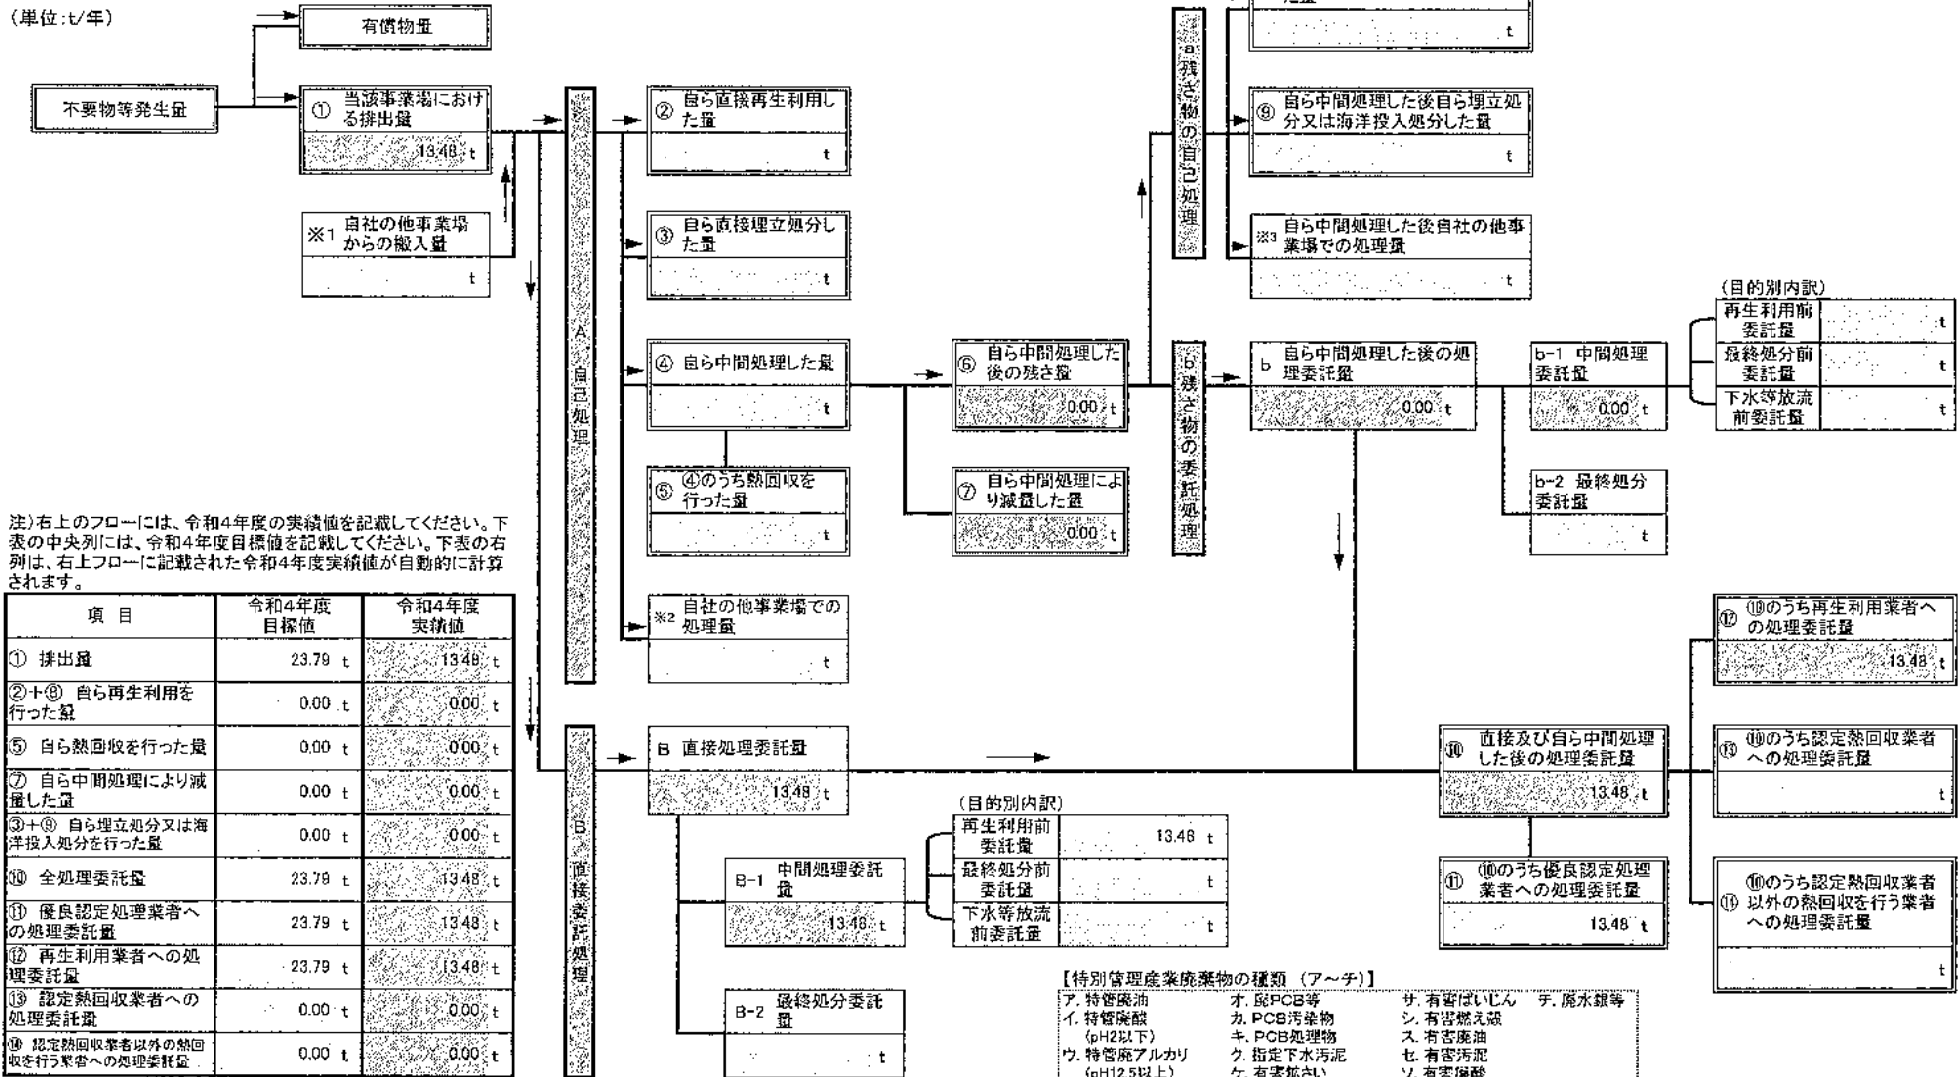 (単位:t/年)
有償物量
不要物等発生量
① 当該事業場におけ
る排出量
13.48 t
※1 自社の他事業場
からの搬入量
t
A 自己処理
② 自ら直接再生利用し
た量
t
③ 自ら直接埋立処分し
た量
t
④ 自ら中間処理した量
t
⑤ ④のうち熱回収を
行った量
t
※2 自社の他事業場での
処理量
t
⑥ 自ら中間処理した
後の残さ量
0.00 t
⑦ 自ら中間処理によ
り減量した量
0.00 t
a 残さ物の自己処理
t
⑨ 自ら中間処理した後自ら埋立処
分又は海洋投入処分した量
t
※3 自ら中間処理した後自社の他事
業場での処理量
t
b 残さ物の委託処理
b 自ら中間処理した後の処
理委託量
0.00 t
b-1 中間処理
委託量
0.00 t
b-2 最終処分
委託量
t
(目的別内訳)
再生利用前
委託量
t
最終処分前
委託量
t
下水等放流
前委託量
t
注)右上のフローには、令和4年度の実績値を記載してください。下
表の中央列には、令和4年度目標値を記載してください。下表の右
列は、右上フローに記載された令和4年度実績値が自動的に計算
されます。
項 目 令和4年度 目標値 令和4年度 実績値
① 排出量 23.79 t 13.48 t
②+⑧ 自ら再生利用を
行った量 0.00 t 0.00 t
⑤ 自ら熱回収を行った量 0.00 t 0.00 t
⑦ 自ら中間処理により減
量した量 0.00 t 0.00 t
③+⑨ 自ら埋立処分又は海
洋投入処分を行った量 0.00 t 0.00 t
⑩ 全処理委託量 23.79 t 13.48 t
⑪ 優良認定処理業者へ
の処理委託量 23.79 t 13.48 t
⑫ 再生利用業者への処
理委託量 23.79 t 13.48 t
⑬ 認定熱回収業者への
処理委託量 0.00 t 0.00 t
⑭ 認定熱回収業者以外の熱回
収を行う業者への処理委託量 0.00 t 0.00 t
B 直接委託処理
B 直接処理委託量
13.48 t
B-1 中間処理委託
量
13.48 t
B-2 最終処分委託
量
t
(目的別内訳)
再生利用前
委託量
13.48 t
最終処分前
委託量
t
下水等放流
前委託量
t
⑩ 直接及び自ら中間処理
した後の処理委託量
13.48 t
⑪ ⑩のうち優良認定処理
業者への処理委託量
13.48 t
⑫ ⑩のうち再生利用業者へ
の処理委託量
13.48 t
⑬ ⑩のうち認定熱回収業者
への処理委託量
t
⑭ ⑩のうち認定熱回収業者
以外の熱回収を行う業者
への処理委託量
t
【特別管理産業廃棄物の種類 (ア~チ)】
ア. 特管廃油 オ. 廃PCB等 サ. 有害ばいじん チ. 廃水銀等
イ. 特管廃酸 カ. PCB汚染物 シ. 有害燃え殻
(pH2以下) キ. PCB処理物 ス. 有害廃油
ウ. 特管廃アルカリ ク. 指定下水汚泥 セ. 有害汚泥
(pH12.5以上) ケ. 有害鉱さい ソ. 有害廃酸